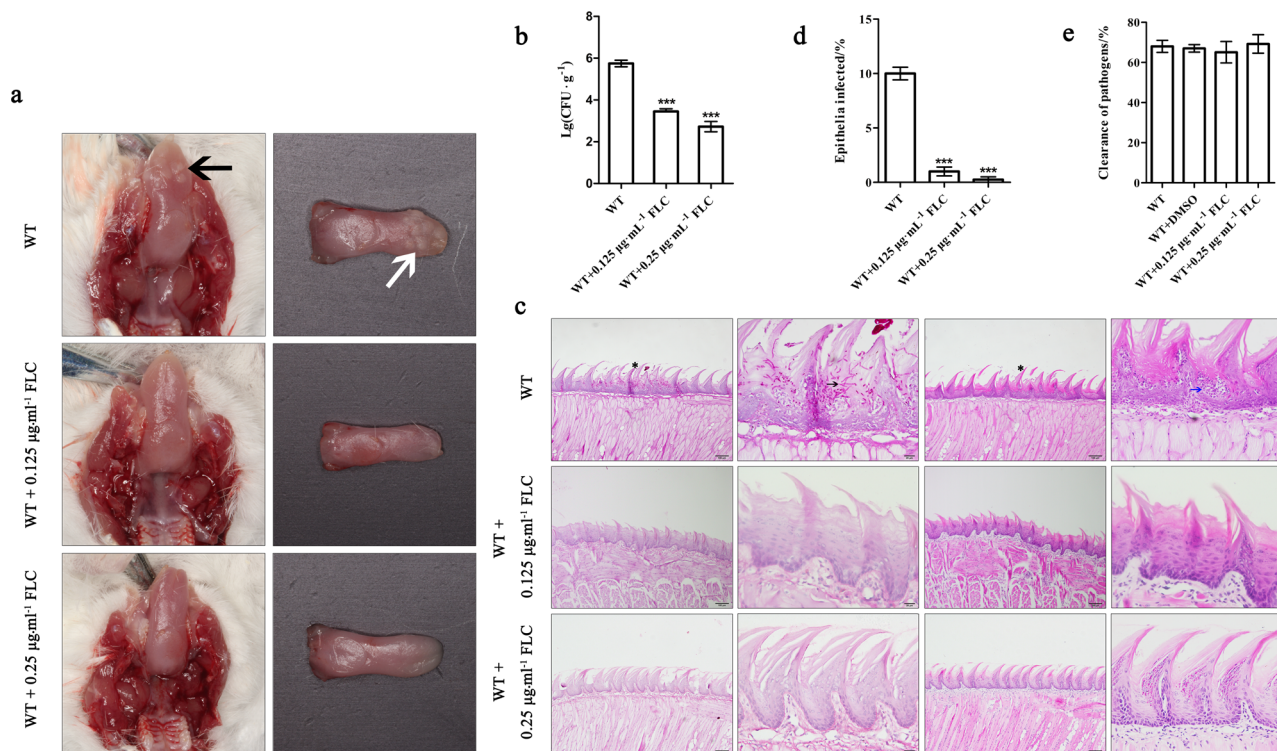 a
WT
WT + 0.125 μg·ml⁻¹ FLC
WT + 0.25 μg·ml⁻¹ FLC
b
Lg(CFU · g⁻¹)
8
6
4
2
0
***
***
WT
WT+0.125 μg·mL⁻¹ FLC
WT+0.25 μg·mL⁻¹ FLC
d
Epithelia infected/%
15
10
5
0
***
***
WT
WT+0.125 μg·mL⁻¹ FLC
WT+0.25 μg·mL⁻¹ FLC
e
Clearance of pathogens/%
80
60
40
20
0
WT
WT+DMSO
WT+0.125 μg·mL⁻¹ FLC
WT+0.25 μg·mL⁻¹ FLC
c
WT
*
*
WT +
0.125 μg·ml⁻¹ FLC
WT +
0.25 μg·ml⁻¹ FLC